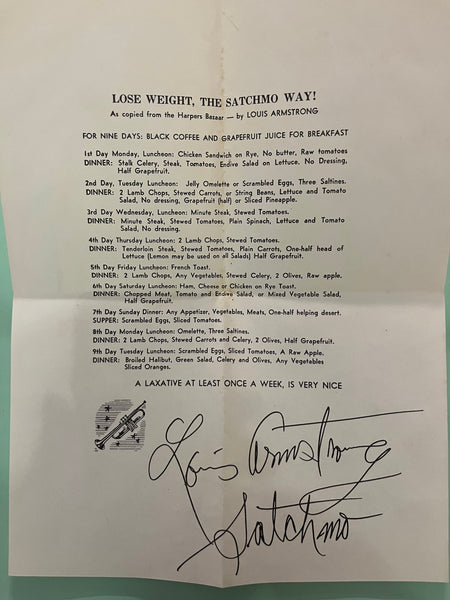 LOSE WEIGHT, THE SATCHMO WAY!
As copied from the Harpers Bazaar — by LOUIS ARMSTRONG
FOR NINE DAYS: BLACK COFFEE AND GRAPEFRUIT JUICE FOR BREAKFAST
1st Day Monday, Luncheon: Chicken Sandwich on Rye, No butter, Raw tomatoes
DINNER: Stalk Celery, Steak, Tomatoes, Endive Salad on Lettuce. No Dressing,
Half Grapefruit.
2nd Day, Tuesday Luncheon: Jelly Omelette or Scrambled Eggs, Three Saltines.
DINNER: 2 Lamb Chops, Stewed Carrots, or String Beans, Lettuce and Tomato
Salad, No dressing, Grapefruit (half) or Sliced Pineapple.
3rd Day Wednesday, Luncheon: Minute Steak, Stewed Tomatoes.
DINNER: Minute Steak, Stewed Tomatoes, Plain Spinach, Lettuce and Tomato
Salad, No dressing.
4th Day Thursday Luncheon: 2 Lamb Chops, Stewed Tomatoes.
DINNER: Tenderloin Steak, Stewed Tomatoes, Plain Carrots, One-half head of
Lettuce (Lemon may be used on all Salads) Half Grapefruit.
5th Day Friday Luncheon: French Toast.
DINNER: 2 Lamb Chops, Any Vegetables, Stewed Celery, 2 Olives, Raw apple.
6th Day Saturday Luncheon: Ham, Cheese or Chicken on Rye Toast.
DINNER: Chopped Meat, Tomato and Endive Salad, or Mixed Vegetable Salad,
Half Grapefruit.
7th Day Sunday Dinner: Any Appetizer, Vegetables, Meats, One-half helping desert.
SUPPER: Scrambled Eggs, Sliced Tomatoes.
8th Day Monday Luncheon: Omelette, Three Saltines.
DINNER: 2 Lamb Chops, Stewed Carrots and Celery, 2 Olives, Half Grapefruit.
9th Day Tuesday Luncheon: Scrambled Eggs, Sliced Tomatoes, A Raw Apple.
DINNER: Broiled Halibut, Green Salad, Celery and Olives, Any Vegetables
Sliced Oranges.
A LAXATIVE AT LEAST ONCE A WEEK, IS VERY NICE
Louis Armstrong
Satchmo